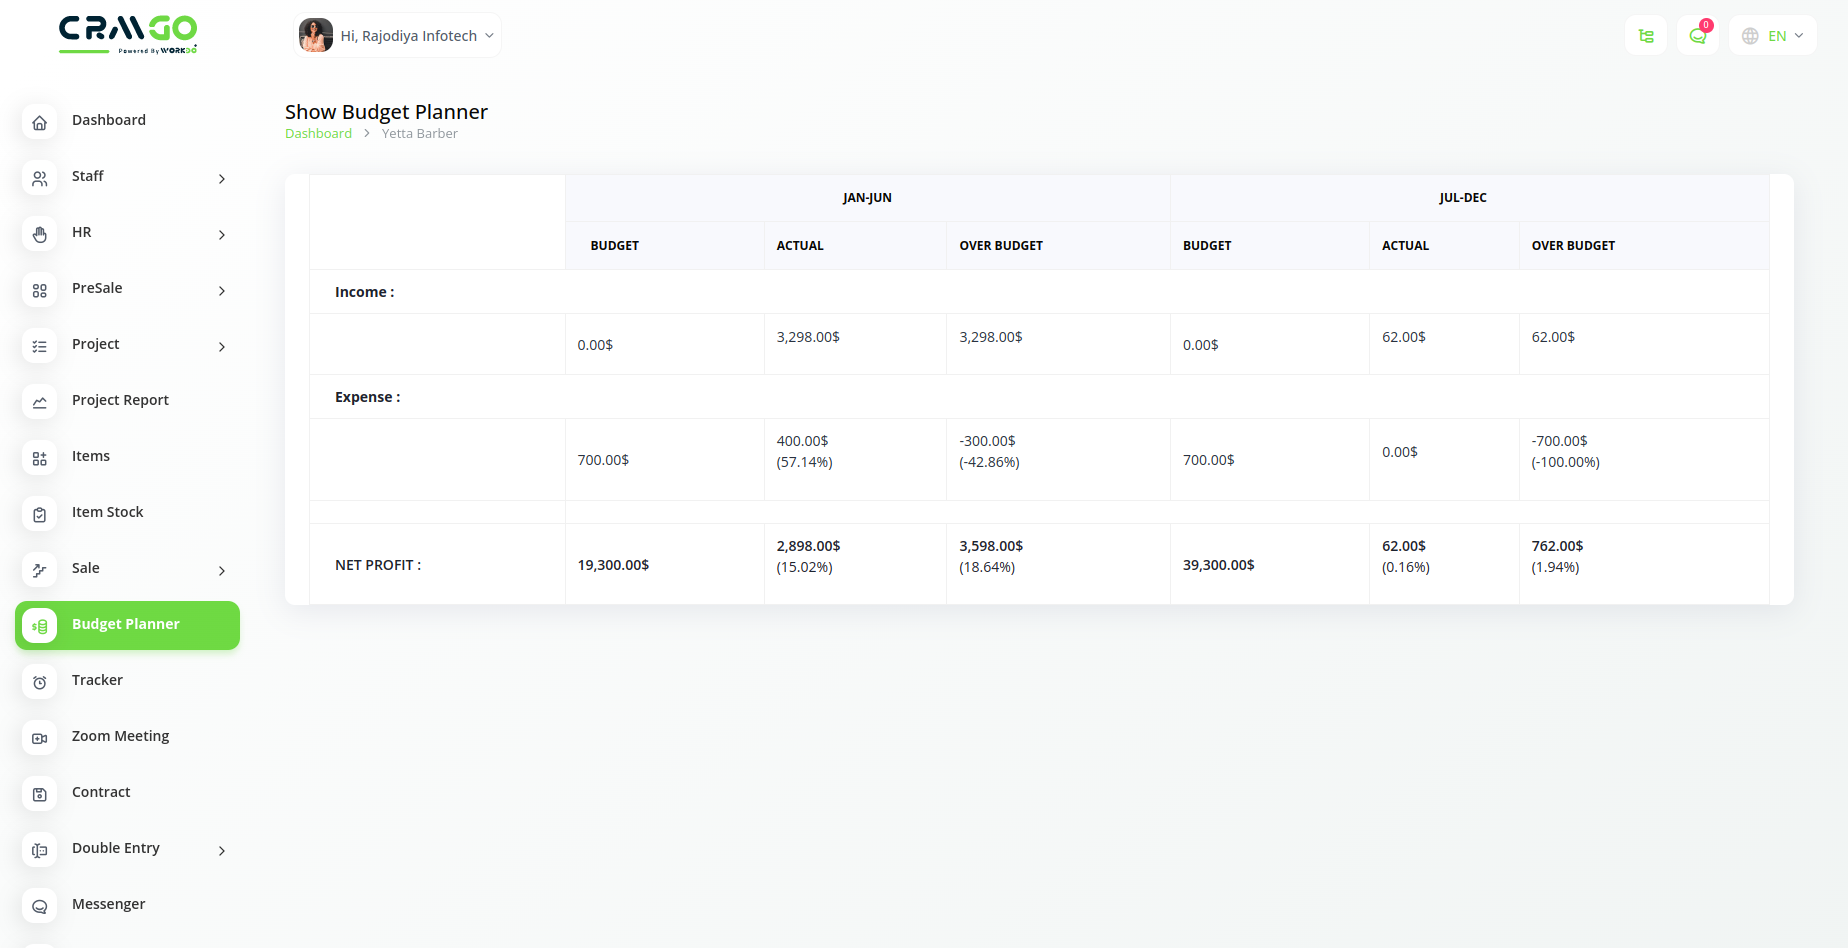 CRMGO
Powered By WORKDO
Hi, Rajodiya Infotech
0
EN
Dashboard
Staff
HR
PreSale
Project
Project Report
Items
Item Stock
Sale
Budget Planner
Tracker
Zoom Meeting
Contract
Double Entry
Messenger
Show Budget Planner
Dashboard > Yetta Barber
JAN-JUN JUL-DEC
BUDGET ACTUAL OVER BUDGET BUDGET ACTUAL OVER BUDGET
Income :
0.00$ 3,298.00$ 3,298.00$ 0.00$ 62.00$ 62.00$
Expense :
700.00$ 400.00$ -300.00$ 700.00$ 0.00$ -700.00$
(57.14%) (-42.86%) (-100.00%)
NET PROFIT : 19,300.00$ 2,898.00$ 3,598.00$ 39,300.00$ 62.00$ 762.00$
(15.02%) (18.64%) (0.16%) (1.94%)